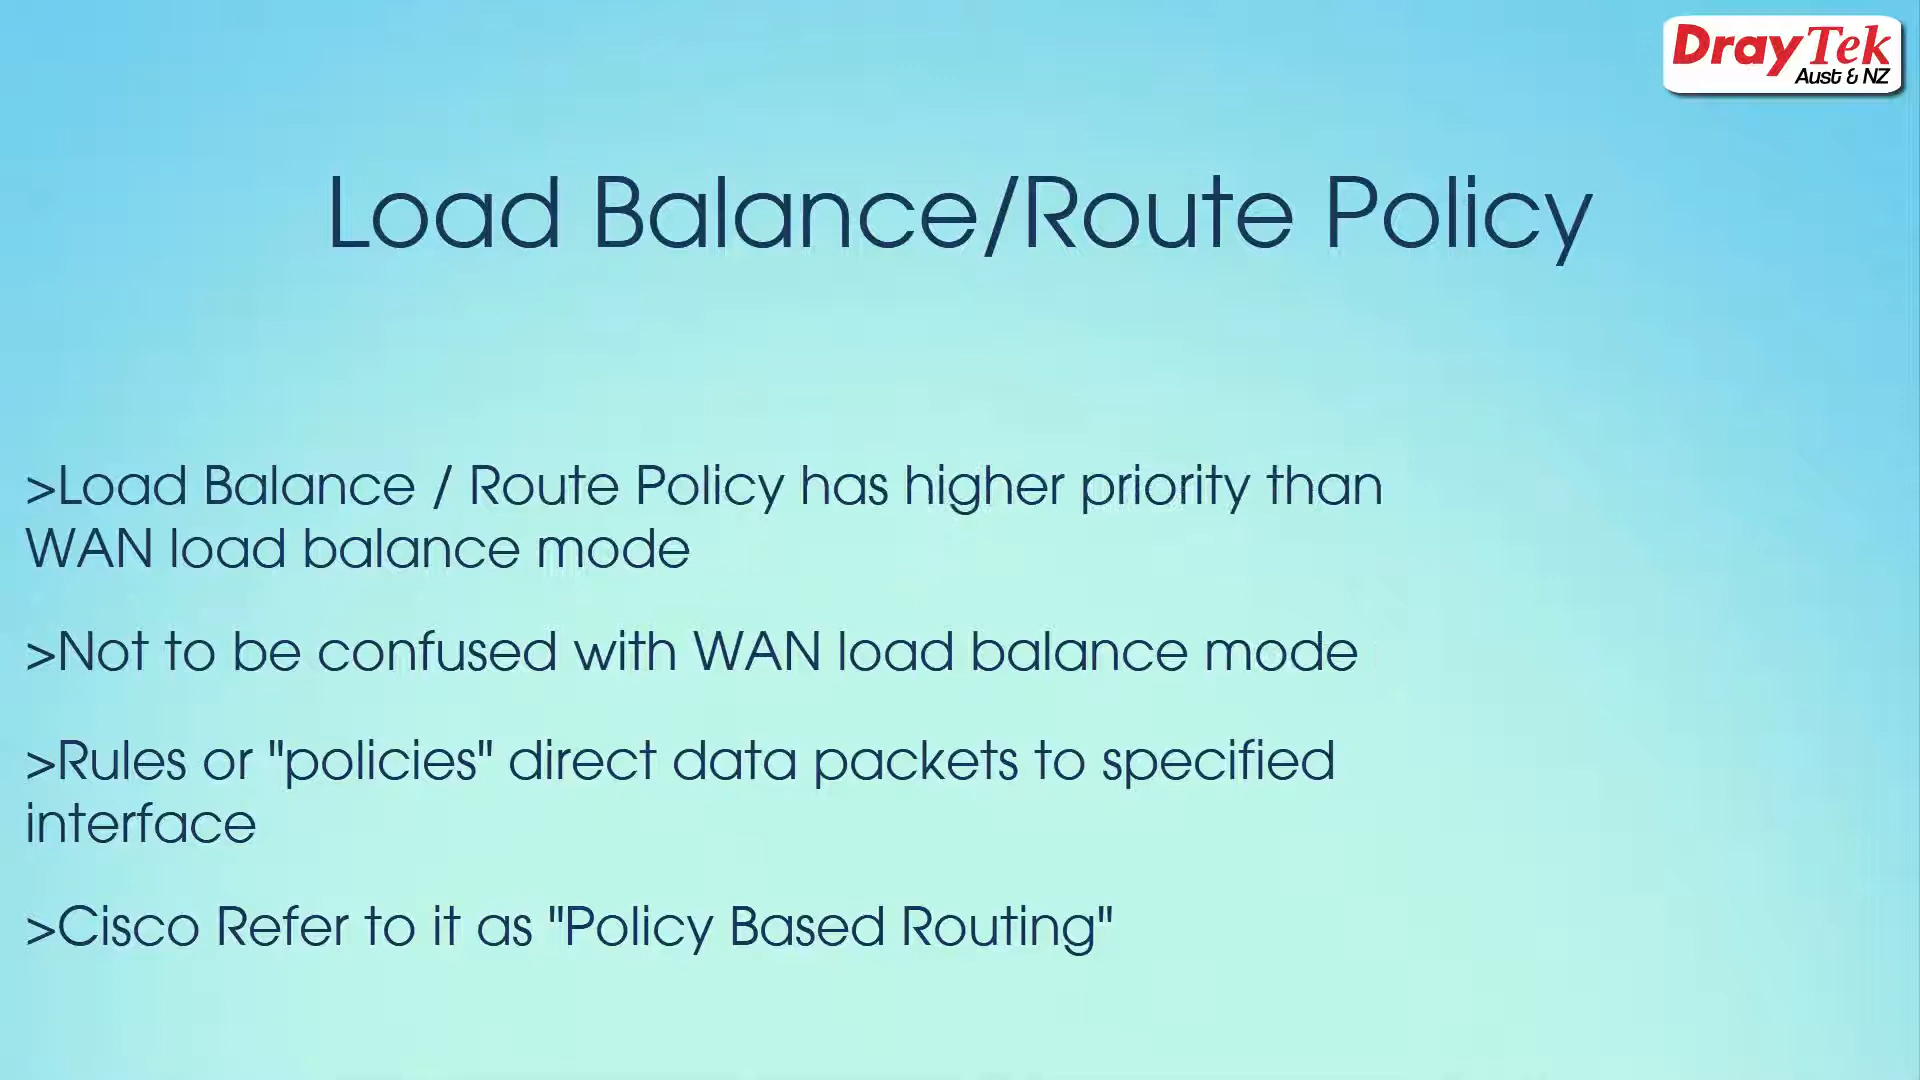 DrayTek
Aust & NZ
Load Balance/Route Policy
>Load Balance / Route Policy has higher priority than
WAN load balance mode
>Not to be confused with WAN load balance mode
>Rules or "policies" direct data packets to specified
interface
>Cisco Refer to it as "Policy Based Routing"